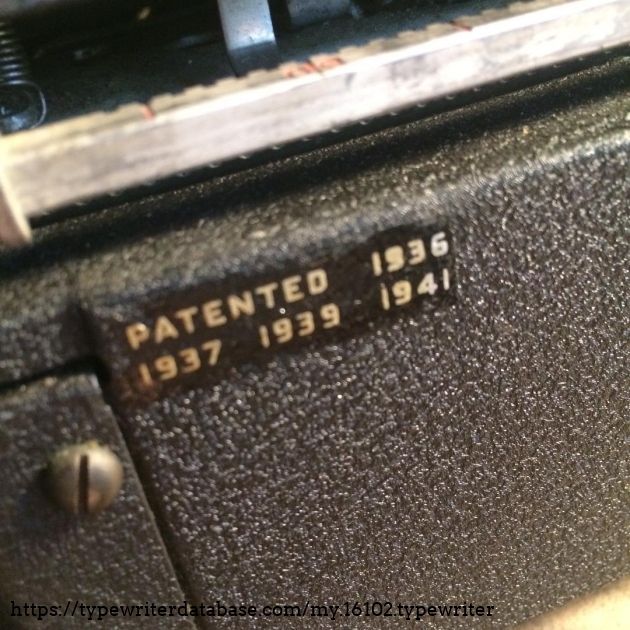 PATENTED 1936
1937 1939 1941
https://typewriterdatabase.com/my.16102.typewriter